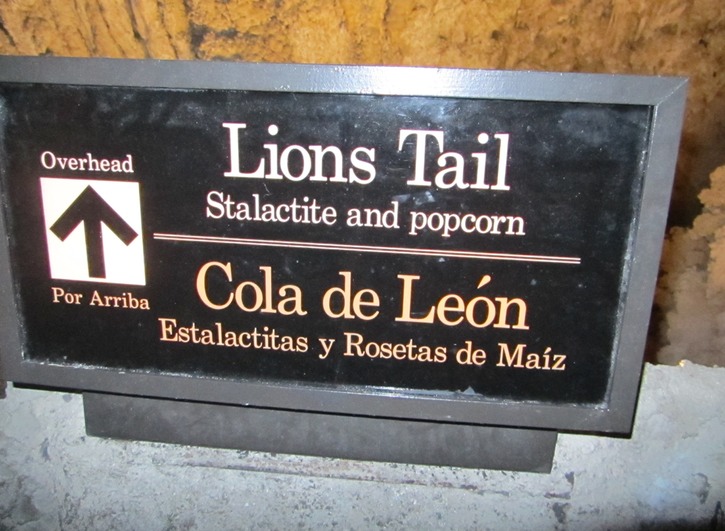 Overhead
Lions Tail
Stalactite and popcorn
Por Arriba
Cola de León
Estalactitas y Rosetas de Maíz